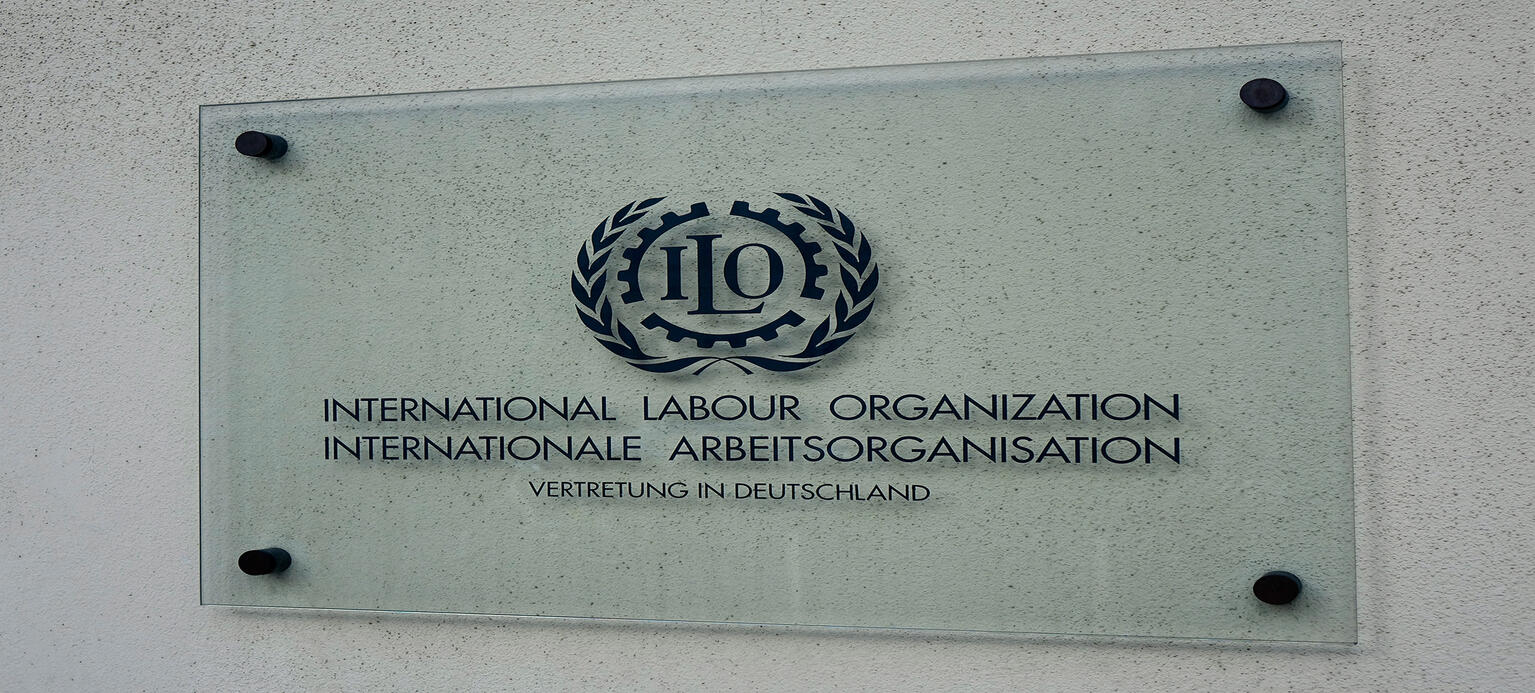 ILO
INTERNATIONAL LABOUR ORGANIZATION
INTERNATIONALE ARBEITSORGANISATION
VERTRETUNG IN DEUTSCHLAND